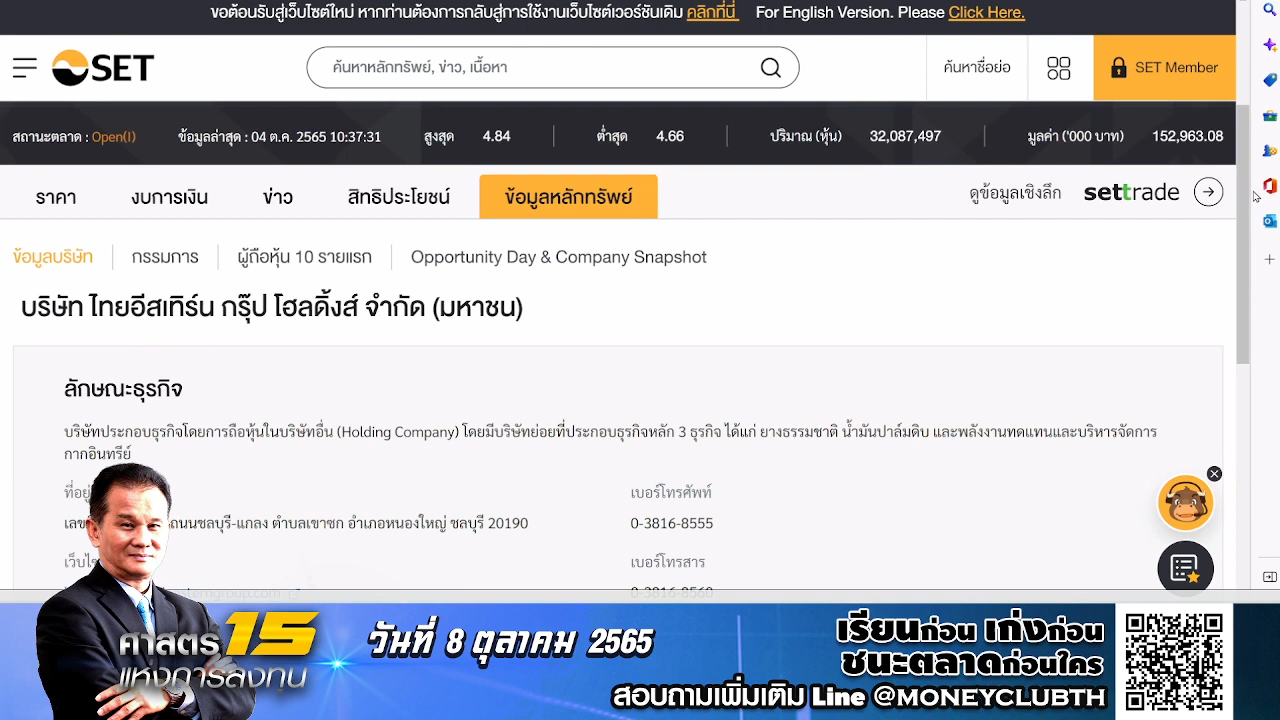 ขอต้อนรับสู่เว็บไซต์ใหม่ หากท่านต้องการกลับสู่การใช้งานเว็บไซต์เวอร์ชันเดิม คลิกที่นี่ For English Version. Please Click Here.
SET
ค้นหาหลักทรัพย์, ข่าว, เนื้อหา
ค้นหาชื่อย่อ
SET Member
สถานะตลาด : Open(I) ข้อมูลล่าสุด : 04 ต.ค. 2565 10:37:31 สูงสุด 4.84 ต่ำสุด 4.66 ปริมาณ (หุ้น) 32,087,497 มูลค่า ('000 บาท) 152,963.08
ราคา งบการเงิน ข่าว สิทธิประโยชน์ ข้อมูลหลักทรัพย์ ดูข้อมูลเชิงลึก settrade
ข้อมูลบริษัท กรรมการ ผู้ถือหุ้น 10 รายแรก Opportunity Day & Company Snapshot
บริษัท ไทยอีสเทิร์น กรุ๊ป โฮลดิ้งส์ จำกัด (มหาชน)
ลักษณะธุรกิจ
บริษัทประกอบธุรกิจโดยการถือหุ้นในบริษัทอื่น (Holding Company) โดยมีบริษัทย่อยที่ประกอบธุรกิจหลัก 3 ธุรกิจ ได้แก่ ยางธรรมชาติ น้ำมันปาล์มดิบ และพลังงานทดแทนและบริหารจัดการ
กากอินทรีย์
เบอร์โทรศัพท์
ถนนชลบุรี-แกลง ตำบลเขาซก อำเภอหนองใหญ่ ชลบุรี 20190 0-3816-8555
เบอร์โทรสาร
0-3816-8560
ศาสตร์ 15
แห่งการลงทุน
วันที่ 8 ตุลาคม 2565
เรียนก่อน เก่งก่อน
ชนะตลาดก่อนใคร
สอบถามเพิ่มเติม Line @MONEYCLUBTH